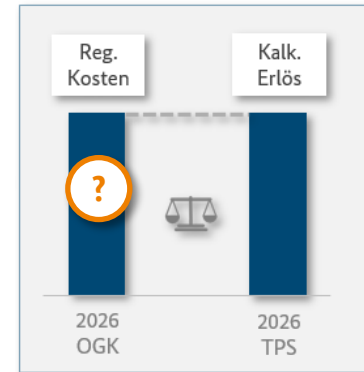 Reg.
Kosten
Kalk.
Erlös
?
2026
OGK
2026
TPS